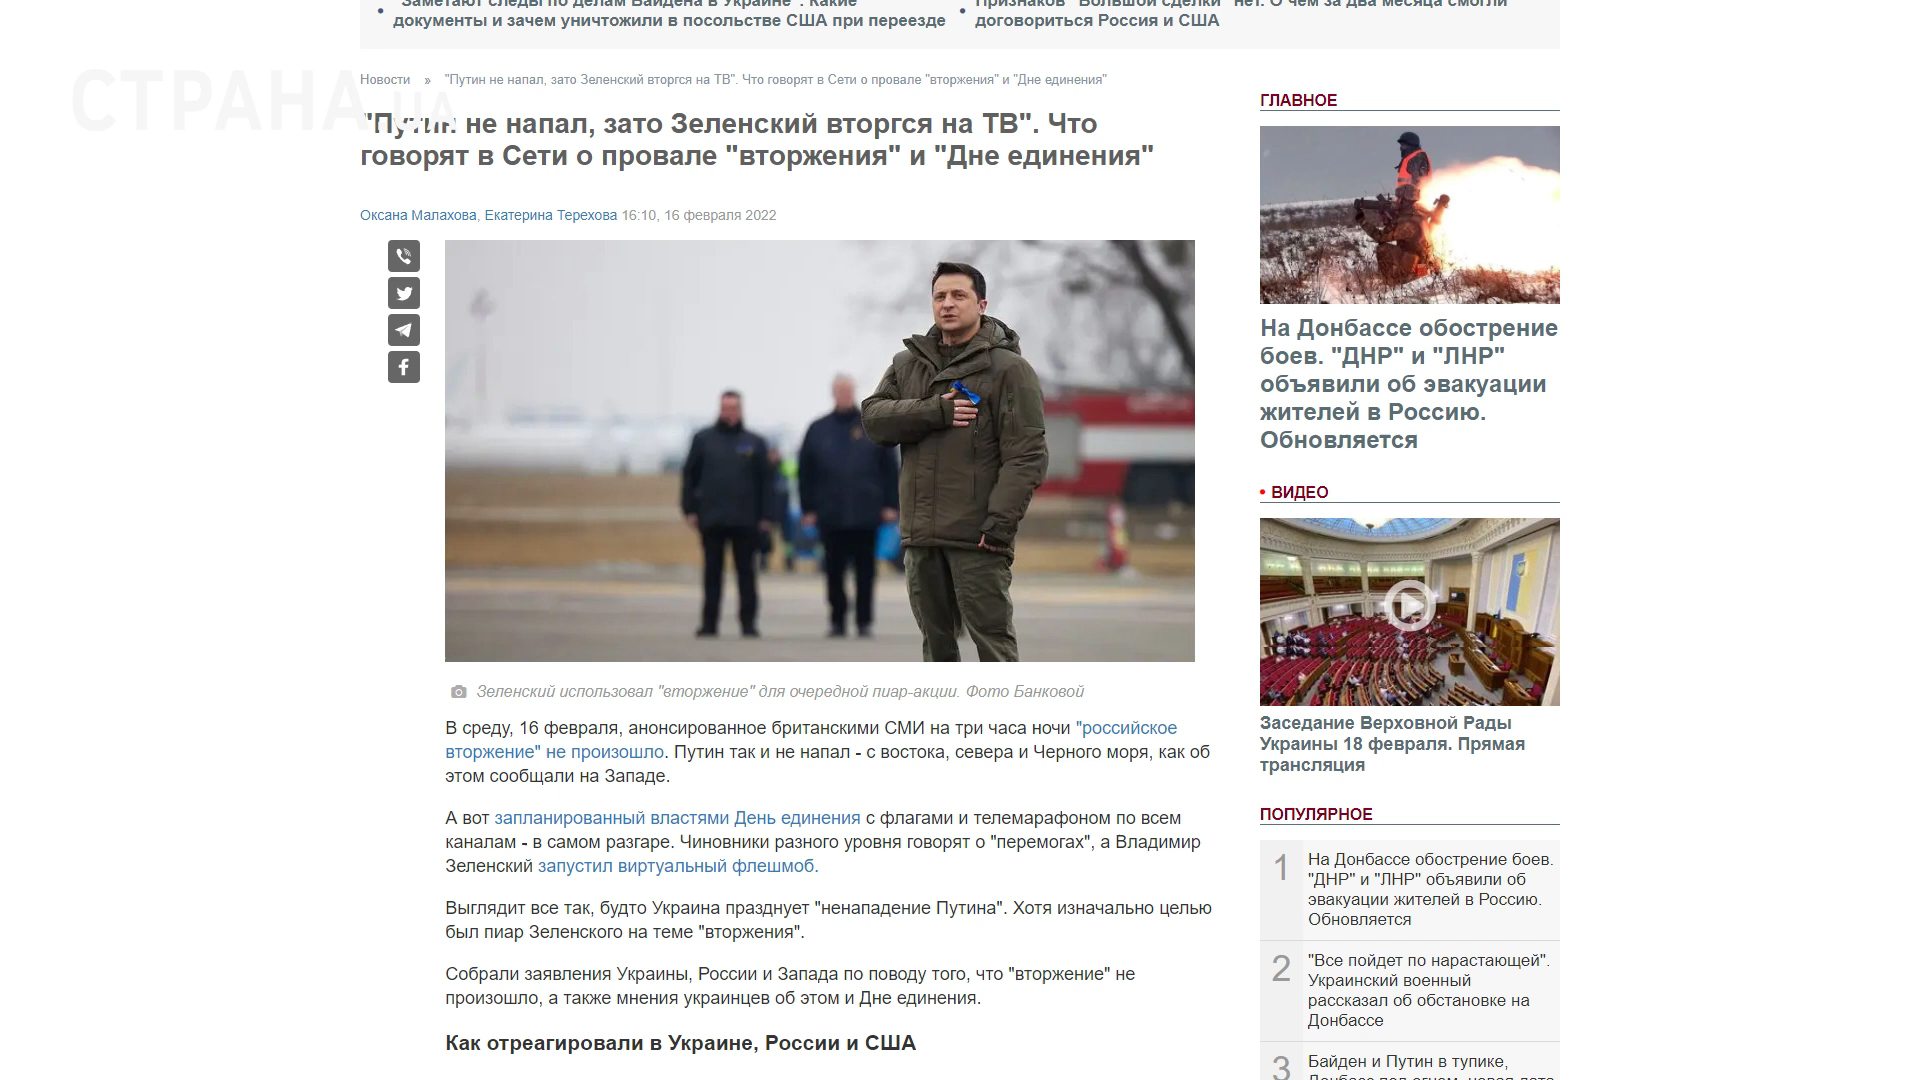 "Заметают следы по делам Байдена в Украине". Какие
документы и зачем уничтожили в посольстве США при переезде
Признаков "Большой сделки" нет. О чем за два месяца смогли
договориться Россия и США
СТРАНА.UA
Новости » "Путин не напал, зато Зеленский вторгся на ТВ". Что говорят в Сети о провале "вторжения" и "Дне единения"
"Путин не напал, зато Зеленский вторгся на ТВ". Что
говорят в Сети о провале "вторжения" и "Дне единения"
Оксана Малахова, Екатерина Терехова 16:10, 16 февраля 2022
Зеленский использовал "вторжение" для очередной пиар-акции. Фото Банковой
В среду, 16 февраля, анонсированное британскими СМИ на три часа ночи "российское
вторжение" не произошло. Путин так и не напал - с востока, севера и Черного моря, как об
этом сообщали на Западе.
А вот запланированный властями День единения с флагами и телемарафоном по всем
каналам - в самом разгаре. Чиновники разного уровня говорят о "перемогах", а Владимир
Зеленский запустил виртуальный флешмоб.
Выглядит все так, будто Украина празднует "ненападение Путина". Хотя изначально целью
был пиар Зеленского на теме "вторжения".
Собрали заявления Украины, России и Запада по поводу того, что "вторжение" не
произошло, а также мнения украинцев об этом и Дне единения.
Как отреагировали в Украине, России и США
ГЛАВНОЕ
На Донбассе обострение
боев. "ДНР" и "ЛНР"
объявили об эвакуации
жителей в Россию.
Обновляется
• ВИДЕО
Заседание Верховной Рады
Украины 18 февраля. Прямая
трансляция
ПОПУЛЯРНОЕ
1 На Донбассе обострение боев.
"ДНР" и "ЛНР" объявили об
эвакуации жителей в Россию.
Обновляется
2 "Все пойдет по нарастающей".
Украинский военный
рассказал об обстановке на
Донбассе
3 Байден и Путин в тупике,